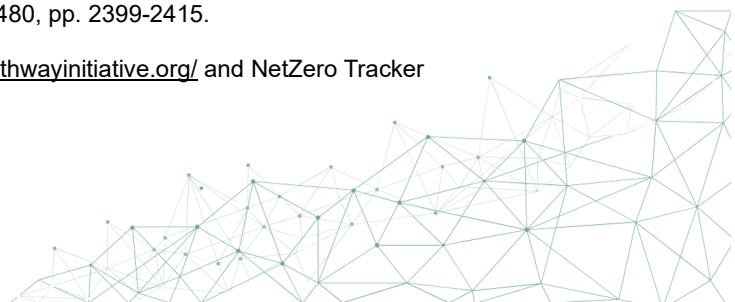 480, pp. 2399-2415.
thwayinitiative.org/ and NetZero Tracker